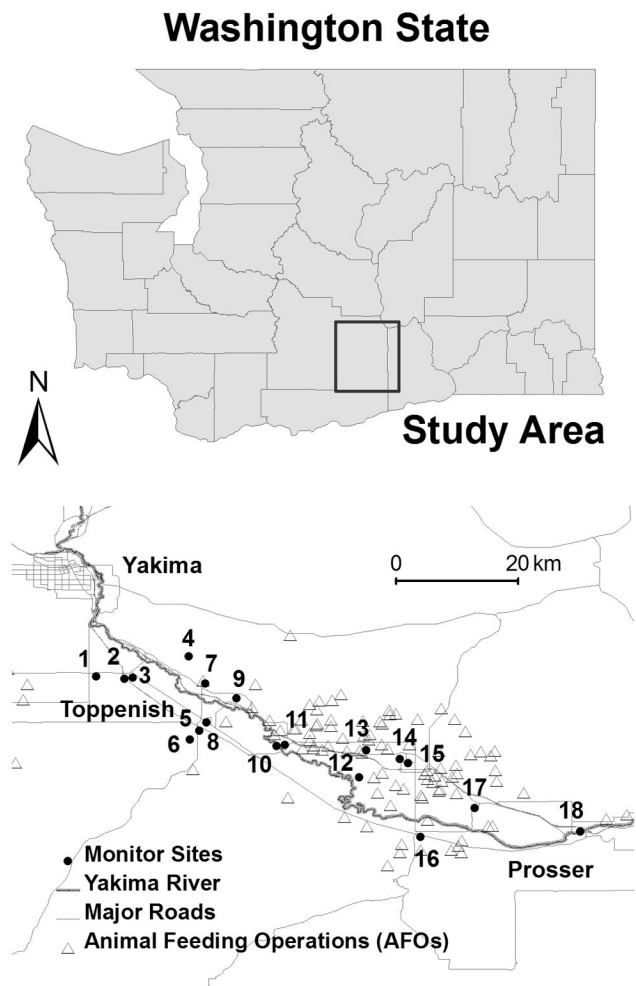 Washington State
N
Study Area
Yakima
0 20 km
4
1 2 3
7
9
Toppenish
5
6 8
11
10
13
14
15
12
17
18
16
Prosser
Monitor Sites
Yakima River
Major Roads
Animal Feeding Operations (AFOs)